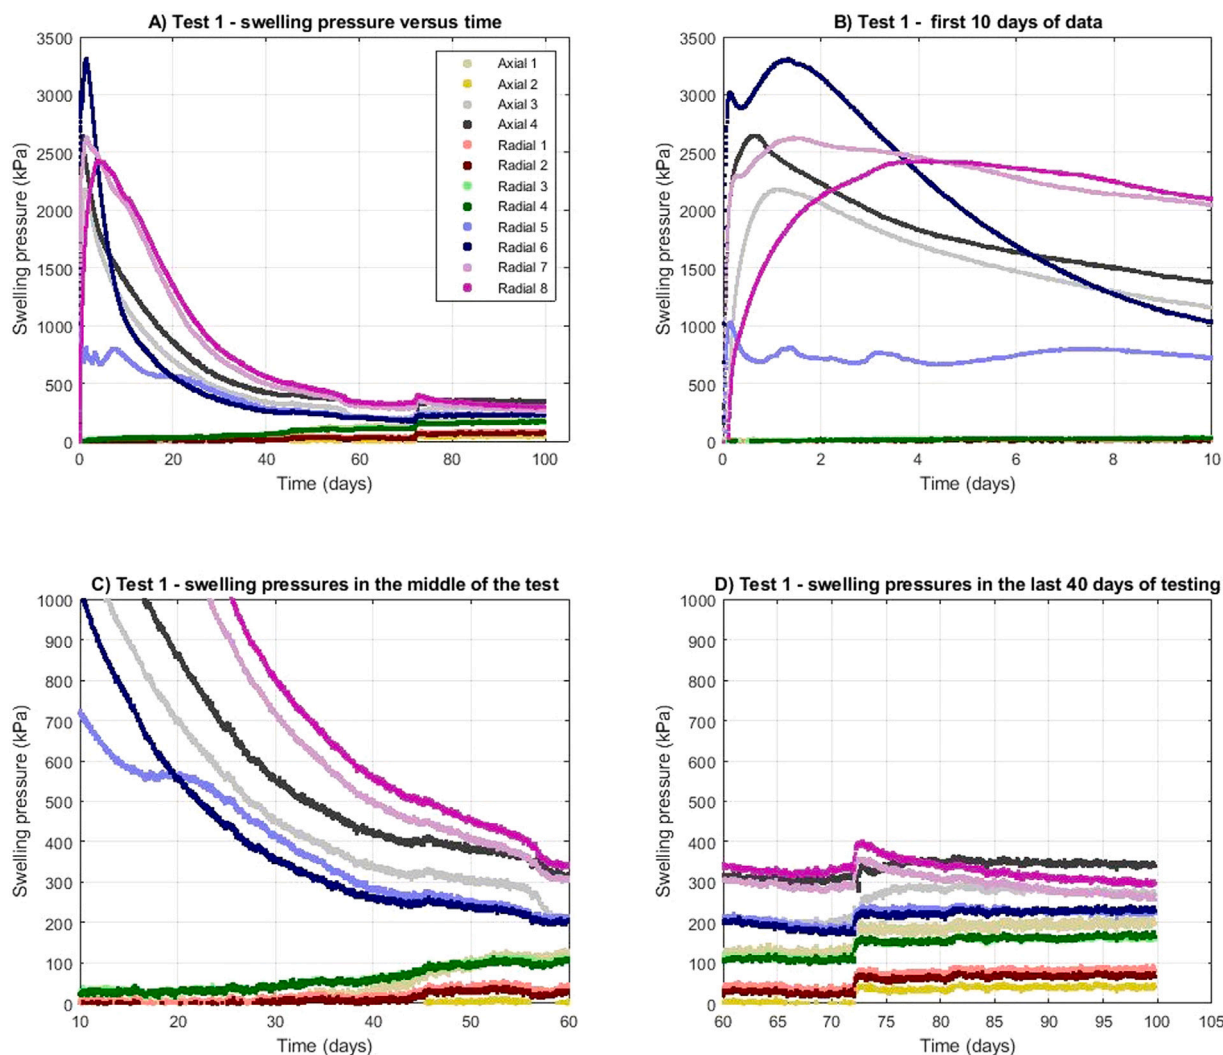 A) Test 1 - swelling pressure versus time
3500
3000
2500
2000
1500
1000
500
0
Swelling pressure (kPa)
0 20 40 60 80 100
Time (days)
Axial 1
Axial 2
Axial 3
Axial 4
Radial 1
Radial 2
Radial 3
Radial 4
Radial 5
Radial 6
Radial 7
Radial 8
B) Test 1 - first 10 days of data
3500
3000
2500
2000
1500
1000
500
0
Swelling pressure (kPa)
0 2 4 6 8 10
Time (days)
C) Test 1 - swelling pressures in the middle of the test
1000
900
800
700
600
500
400
300
200
100
0
Swelling pressure (kPa)
10 20 30 40 50 60
Time (days)
D) Test 1 - swelling pressures in the last 40 days of testing
1000
900
800
700
600
500
400
300
200
100
0
Swelling pressure (kPa)
60 65 70 75 80 85 90 95 100 105
Time (days)